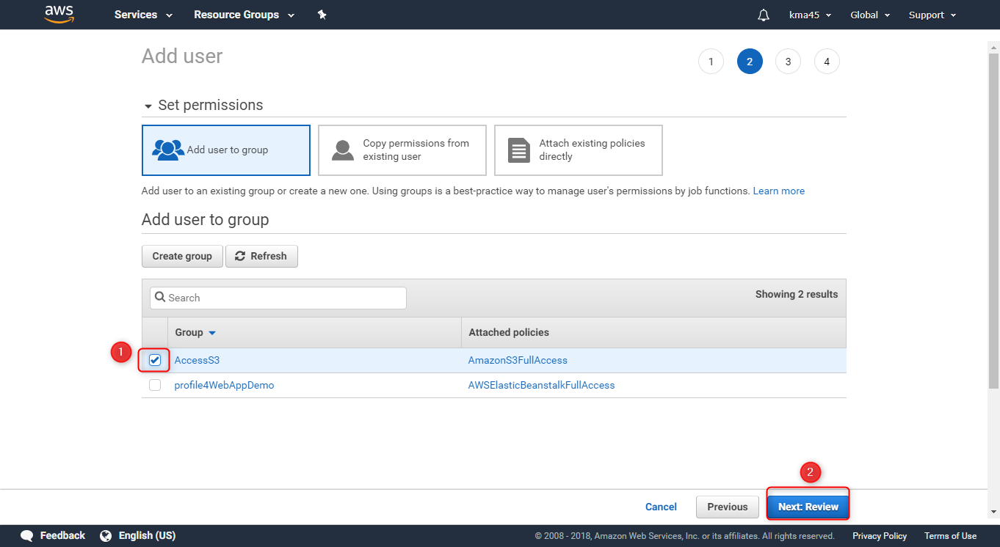 aws Services Resource Groups kma45 Global Support
Add user
1 2 3 4
Set permissions
Add user to group
Copy permissions from
existing user
Attach existing policies
directly
Add user to an existing group or create a new one. Using groups is a best-practice way to manage user's permissions by job functions. Learn more
Add user to group
Create group Refresh
Search
Showing 2 results
Group Attached policies
1
AccessS3 AmazonS3FullAccess
profile4WebAppDemo AWSElasticBeanstalkFullAccess
2
Cancel Previous Next: Review
Feedback English (US) © 2008 - 2018, Amazon Web Services, Inc. or its affiliates. All rights reserved. Privacy Policy Terms of Use